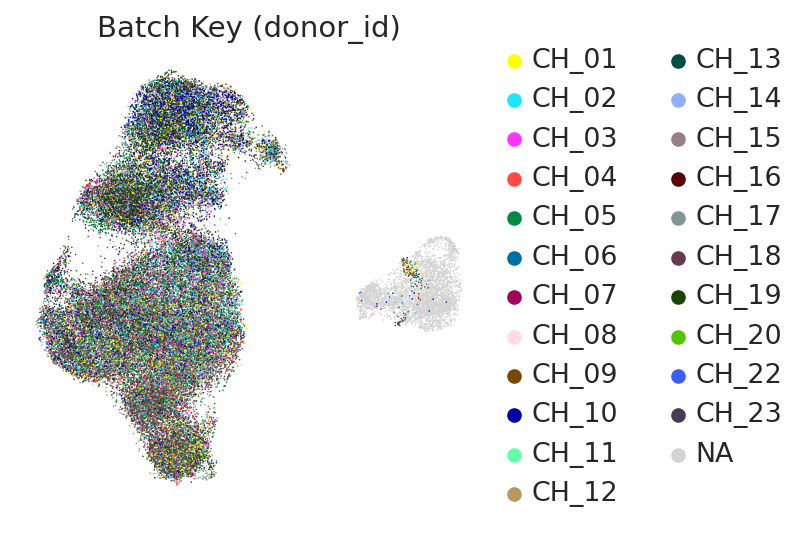 Batch Key (donor_id)
CH_01
CH_02
CH_03
CH_04
CH_05
CH_06
CH_07
CH_08
CH_09
CH_10
CH_11
CH_12
CH_13
CH_14
CH_15
CH_16
CH_17
CH_18
CH_19
CH_20
CH_22
CH_23
NA